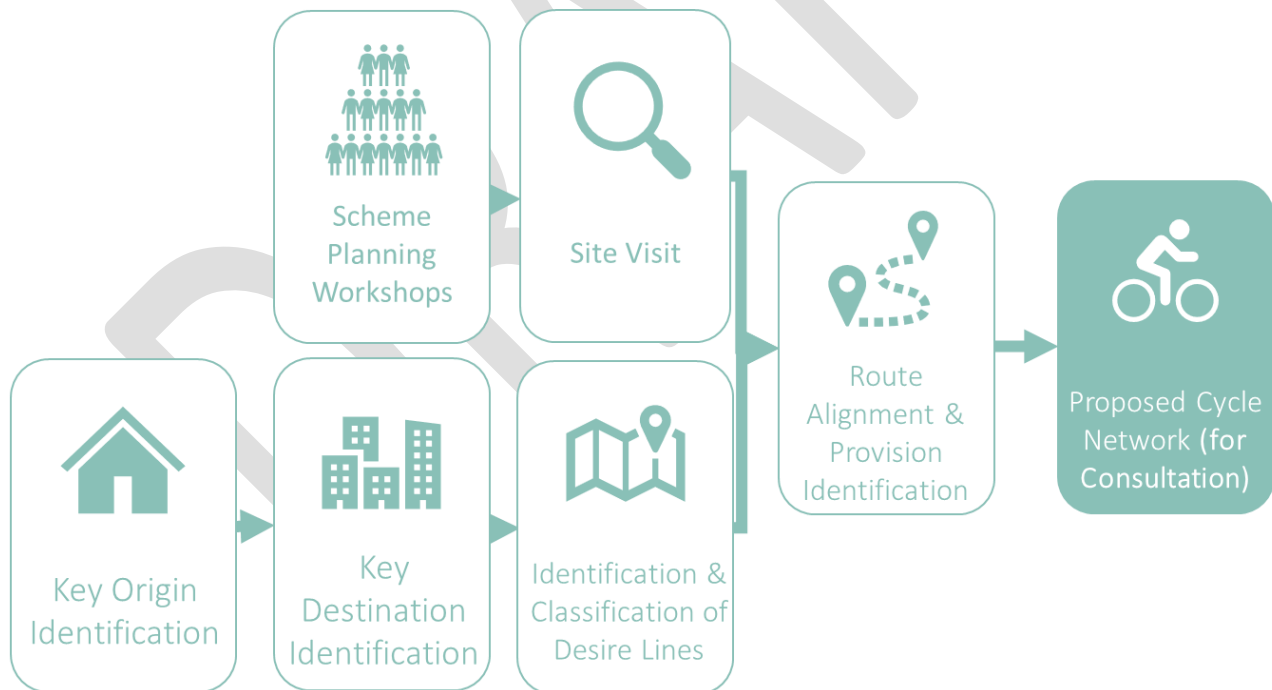 Scheme
Planning
Workshops
Site Visit
Key Origin
Identification
Key
Destination
Identification
Identification &
Classification of
Desire Lines
Route
Alignment &
Provision
Identification
Proposed Cycle
Network (for
Consultation)